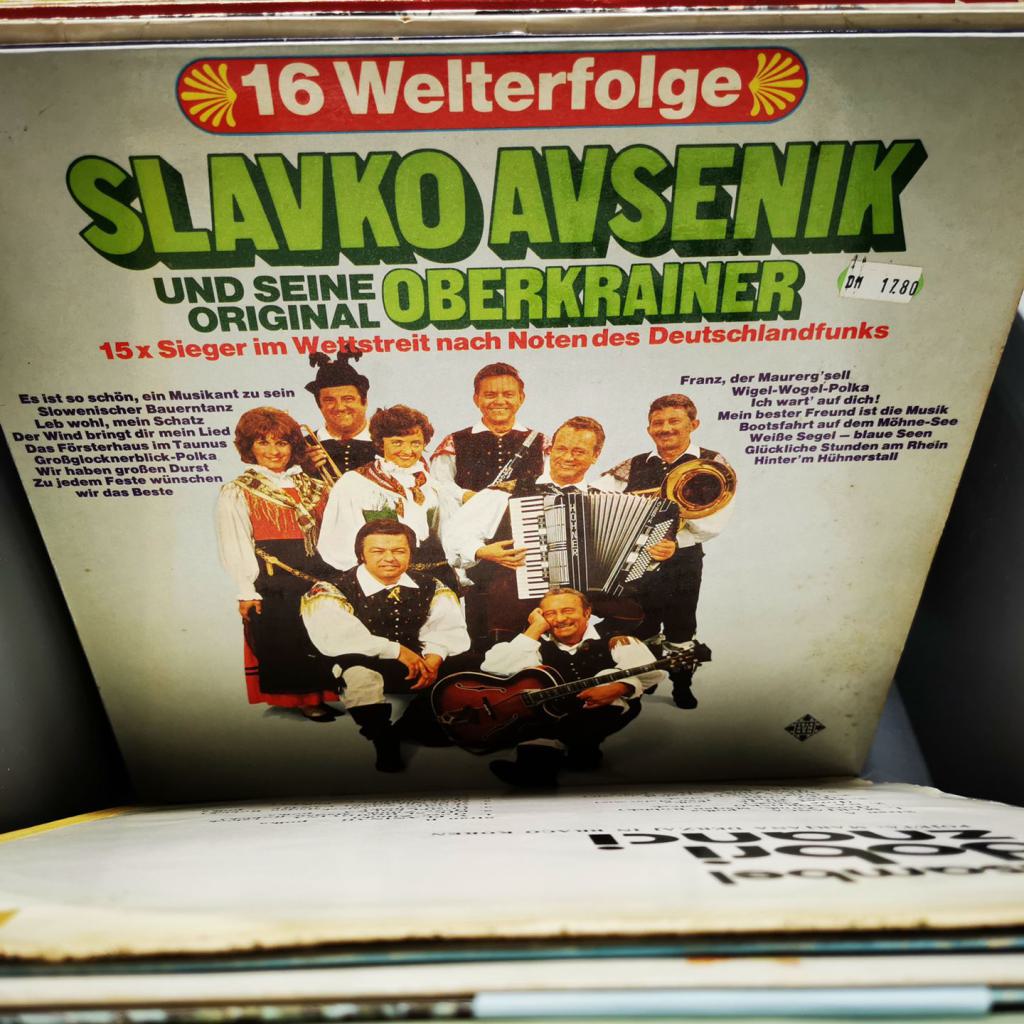 16 Welterfolge
SLAVKO AVSENIK
UND SEINE
ORIGINAL OBERKRAINER
DM 17.80
15x Sieger im Wettstreit nach Noten des Deutschlandfunks
Es ist so schön, ein Musikant zu sein
Slowenischer Bauerntanz
Leb wohl, mein Schatz
Der Wind bringt dir mein Lied
Das Försterhaus im Taunus
Großglocknerblick-Polka
Wir haben großen Durst
Zu jedem Feste wünschen
wir das Beste
Franz, der Maurerg'sell
Wigel-Wogel-Polka
Ich wart' auf dich!
Mein bester Freund ist die Musik
Bootsfahrt auf dem Möhne-See
Weiße Segel – blaue Seen
Glückliche Stunden am Rhein
Hinter'm Hühnerstall
HOHNER
dobri
znanci